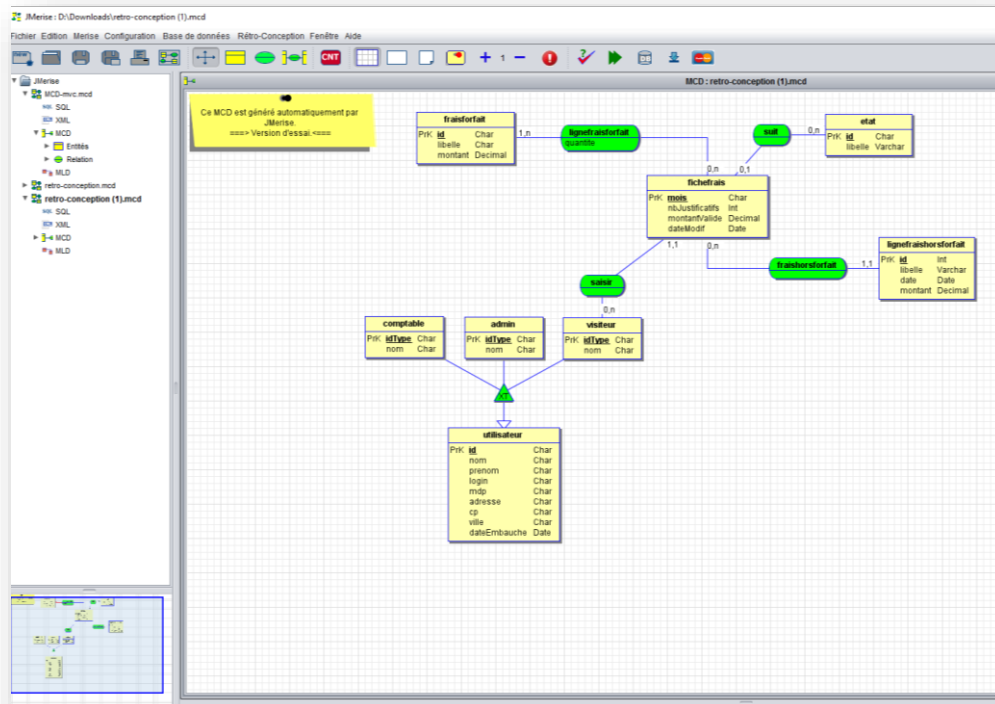 JMerise : D:\Downloads\retro-conception (1).mcd
Fichier Edition Merise Configuration Base de données Rétro-Conception Fenêtre Aide
CNT
1
JMerise
MCD-mvc.mcd
SQL
XML
MCD
Entités
Relation
MLD
retro-conception.mcd
retro-conception (1).mcd
SQL
XML
MCD
MLD
MCD : retro-conception (1).mcd
Ce MCD est généré automatiquement par
JMerise.
===> Version d'essai.<====
fraisforfait
PrK id Char
libelle Char
montant Decimal
1,n
lignefraisforfait
quantite
0,n
suit
0,n
0,1
etat
PrK id Char
libelle Varchar
fichefrais
PrK mois Char
nbJustificatifs Int
montantValide Decimal
dateModif Date
1,1
0,n
fraishorsforfait
1,1
lignefraishorsforfait
PrK id Int
libelle Varchar
date Date
montant Decimal
saisir
0,n
comptable
PrK idType Char
nom Char
admin
PrK idType Char
nom Char
visiteur
PrK idType Char
nom Char
XT
utilisateur
PrK id Char
nom Char
prenom Char
login Char
mdp Char
adresse Char
cp Char
ville Char
dateEmbauche Date